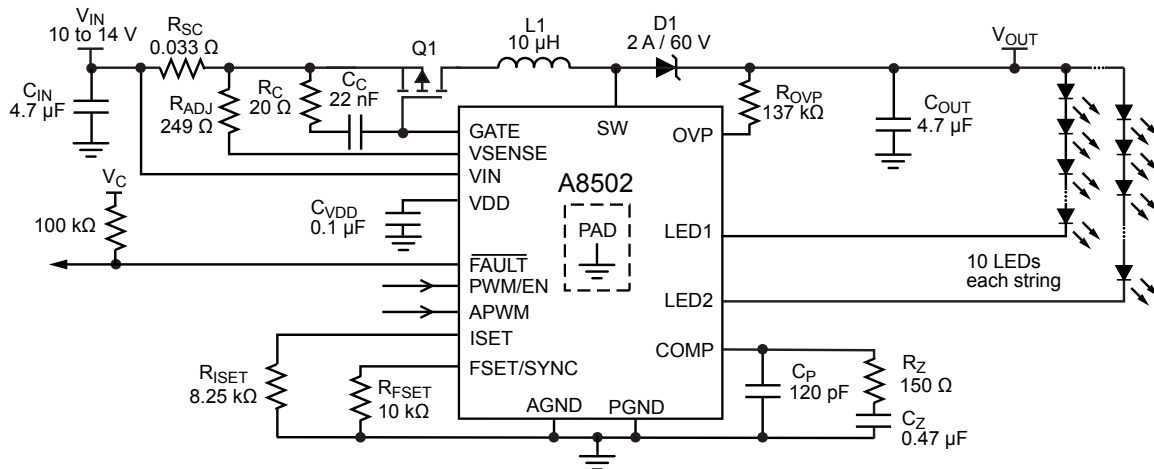 VIN
10 to 14 V
RSC
0.033 Ω
Q1
L1
10 µH
D1
2 A / 60 V
VOUT
CIN
4.7 µF
RADJ
249 Ω
RC
20 Ω
CC
22 nF
ROVP
137 kΩ
COUT
4.7 µF
GATE
VSENSE
VIN
VDD
SW
OVP
A8502
PAD
VC
100 kΩ
CVDD
0.1 µF
FAULT
PWM/EN
APWM
ISET
FSET/SYNC
LED1
LED2
COMP
10 LEDs
each string
RISET
8.25 kΩ
RFSET
10 kΩ
AGND
PGND
CP
120 pF
RZ
150 Ω
CZ
0.47 µF